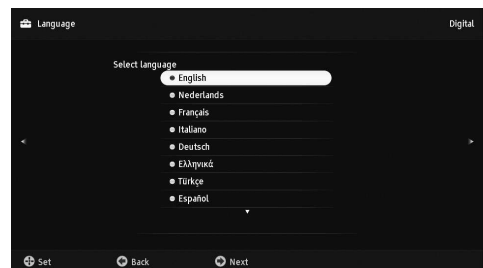 Language
Digital
Select language
English
Nederlands
Français
Italiano
Deutsch
Ελληνικά
Türkçe
Español
Set
Back
Next